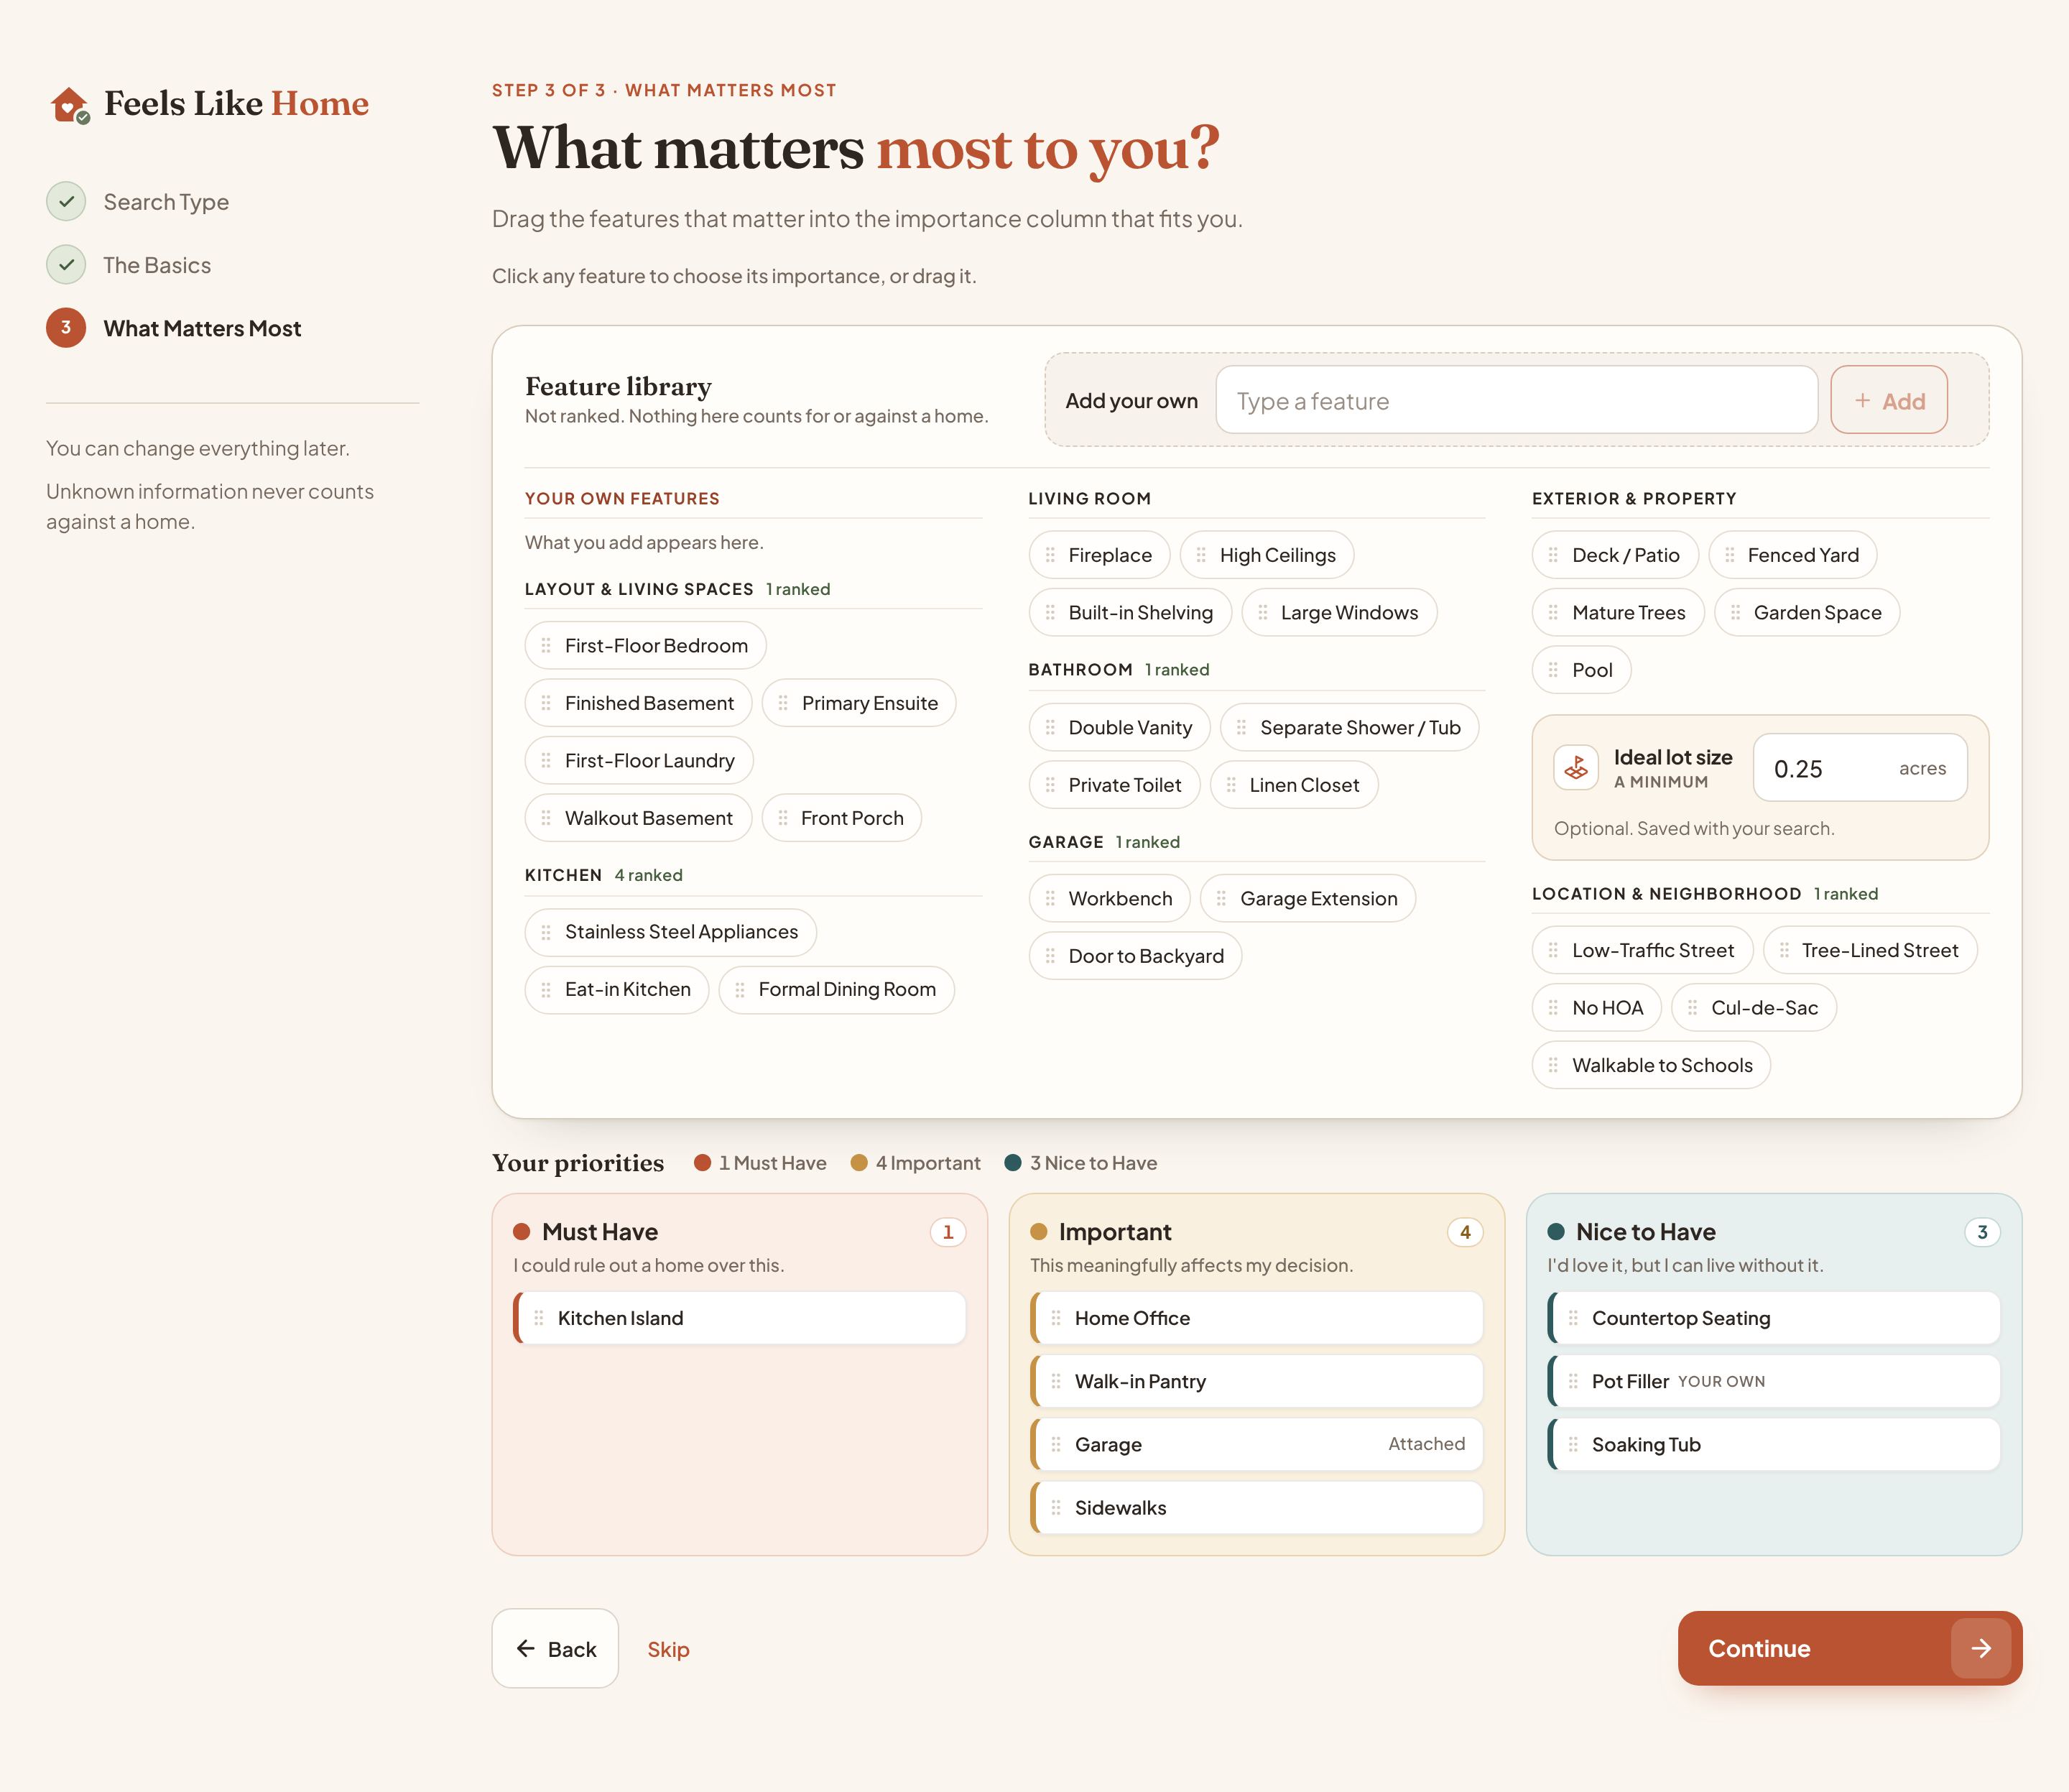 Feels Like Home
Search Type
The Basics
3 What Matters Most
You can change everything later.
Unknown information never counts
against a home.
STEP 3 OF 3 · WHAT MATTERS MOST
What matters most to you?
Drag the features that matter into the importance column that fits you.
Click any feature to choose its importance, or drag it.
Feature library
Not ranked. Nothing here counts for or against a home.
Add your own
Type a feature
+ Add
YOUR OWN FEATURES
What you add appears here.
LAYOUT & LIVING SPACES 1 ranked
First-Floor Bedroom
Finished Basement Primary Ensuite
First-Floor Laundry
Walkout Basement Front Porch
KITCHEN 4 ranked
Stainless Steel Appliances
Eat-in Kitchen Formal Dining Room
LIVING ROOM
Fireplace High Ceilings
Built-in Shelving Large Windows
BATHROOM 1 ranked
Double Vanity Separate Shower / Tub
Private Toilet Linen Closet
GARAGE 1 ranked
Workbench Garage Extension
Door to Backyard
EXTERIOR & PROPERTY
Deck / Patio Fenced Yard
Mature Trees Garden Space
Pool
Ideal lot size
A MINIMUM
0.25 acres
Optional. Saved with your search.
LOCATION & NEIGHBORHOOD 1 ranked
Low-Traffic Street Tree-Lined Street
No HOA Cul-de-Sac
Walkable to Schools
Your priorities 1 Must Have 4 Important 3 Nice to Have
Must Have 1
I could rule out a home over this.
Kitchen Island
Important 4
This meaningfully affects my decision.
Home Office
Walk-in Pantry
Garage Attached
Sidewalks
Nice to Have 3
I'd love it, but I can live without it.
Countertop Seating
Pot Filler YOUR OWN
Soaking Tub
← Back
Skip
Continue →